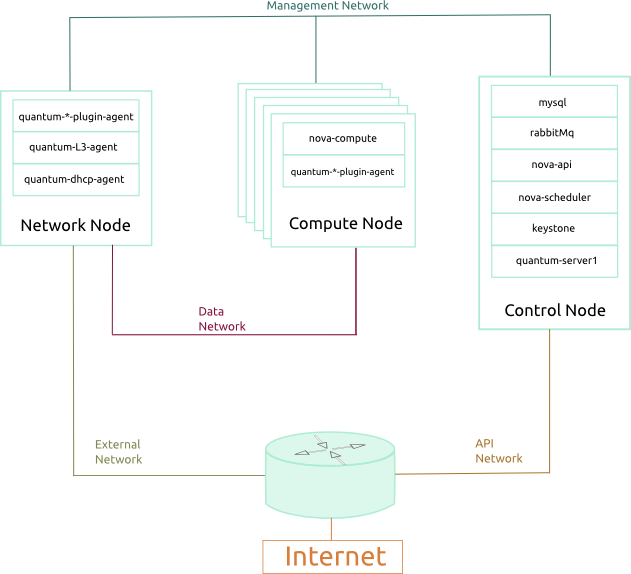 Management Network
quantum-*-plugin-agent
quantum-L3-agent
quantum-dhcp-agent
Network Node
nova-compute
quantum-*-plugin-agent
Compute Node
mysql
rabbitMq
nova-api
nova-scheduler
keystone
quantum-server1
Control Node
Data
Network
External
Network
API
Network
Internet